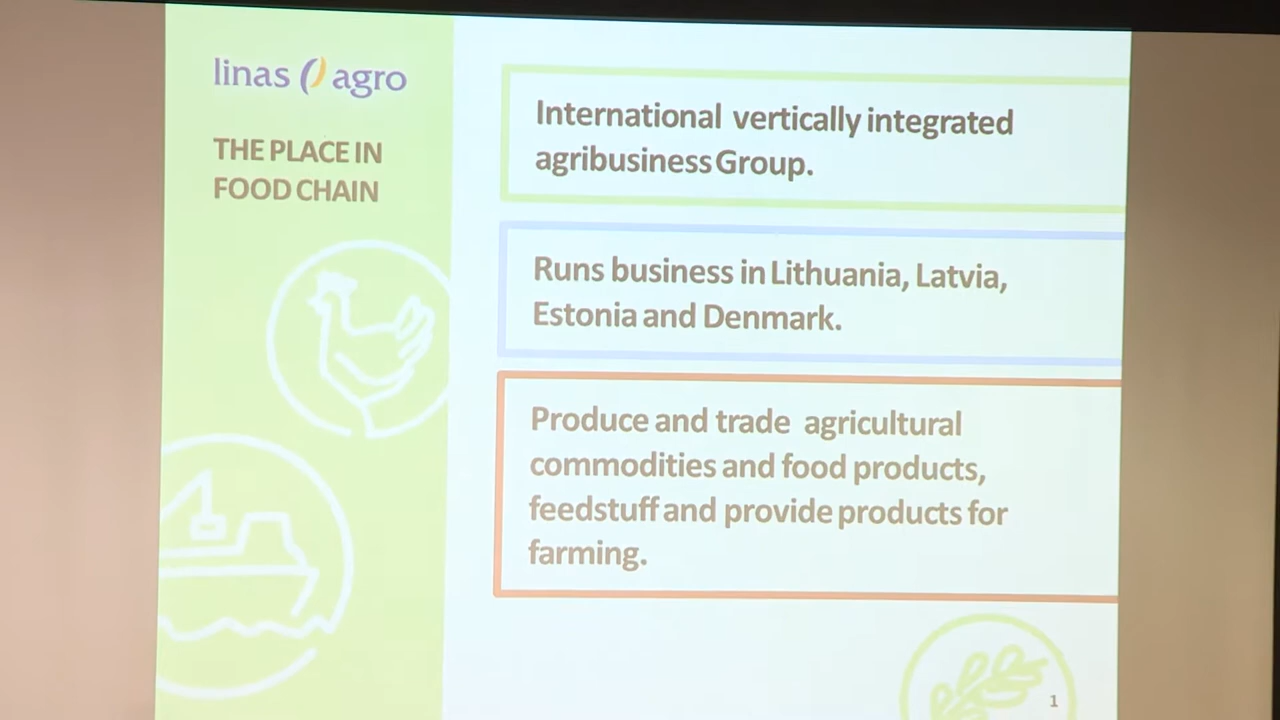 linas agro
THE PLACE IN
FOOD CHAIN
International vertically integrated
agribusiness Group.
Runs business in Lithuania, Latvia,
Estonia and Denmark.
Produce and trade agricultural
commodities and food products,
feedstuff and provide products for
farming.
1